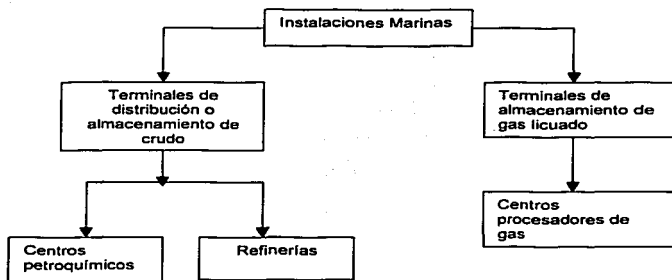 Instalaciones Marinas
Terminales de
distribución o
almacenamiento de
crudo
Terminales de
almacenamiento de
gas licuado
Centros
procesadores de
gas
Centros
petroquímicos
Refinerías